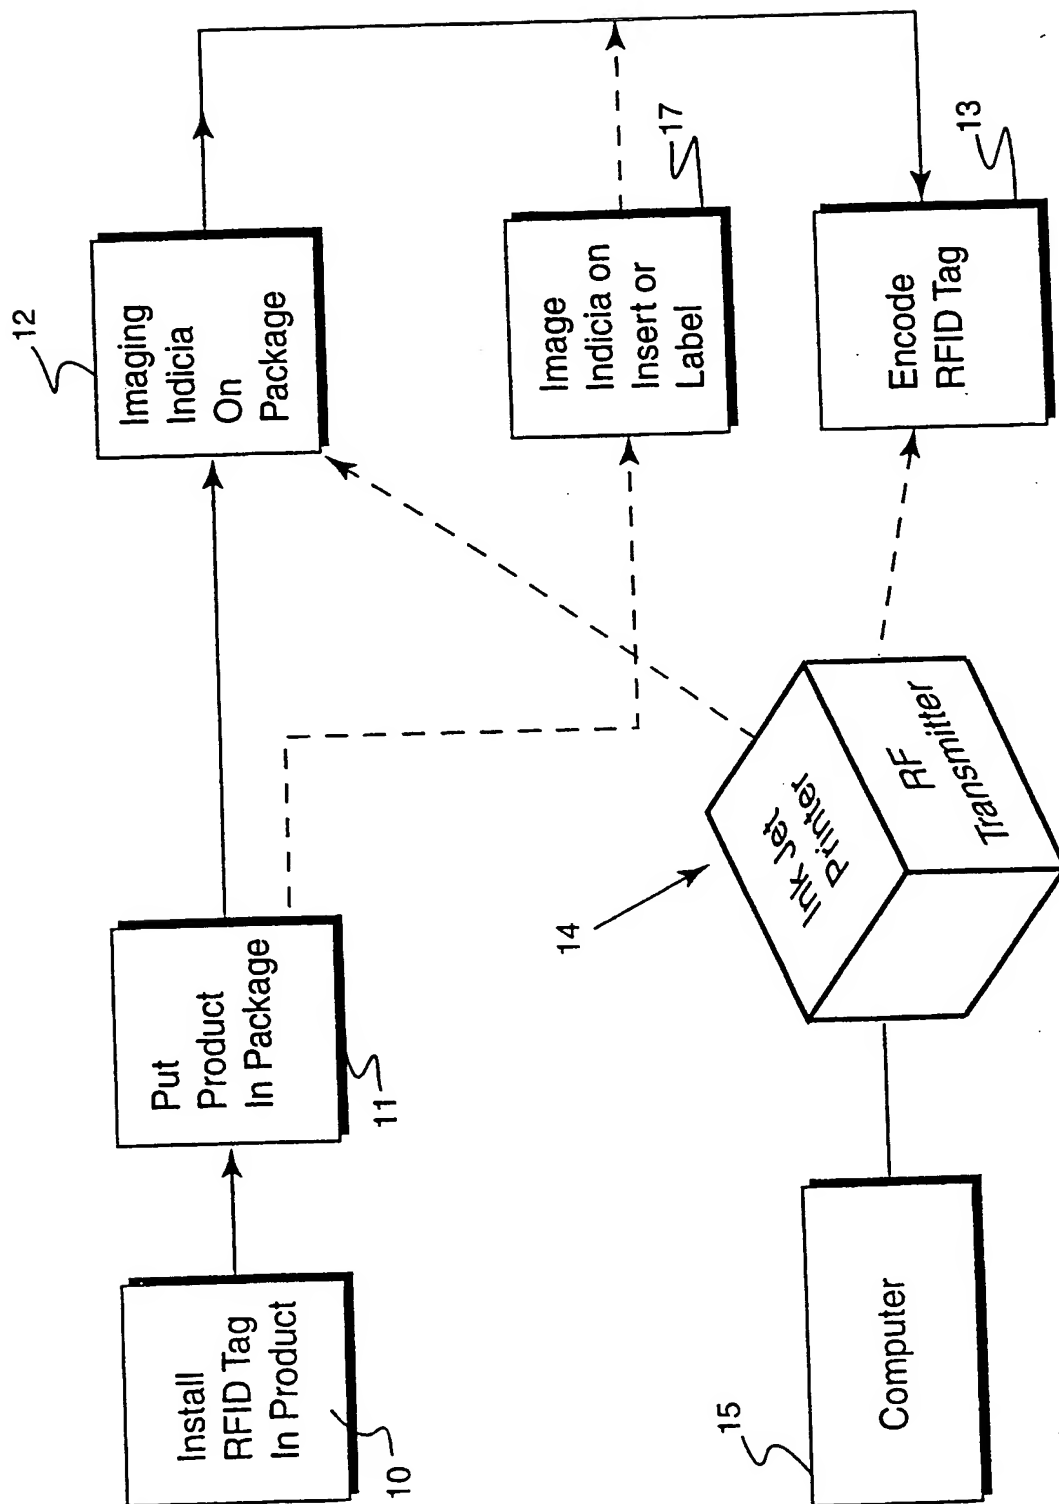 Install
RFID Tag
In Product
10
Put
Product
In Package
11
Imaging
Indicia
On
Package
12
Image
Indicia on
Insert or
Label
17
Encode
RFID Tag
13
14
Ink Jet
Printer
RF
Transmitter
15
Computer